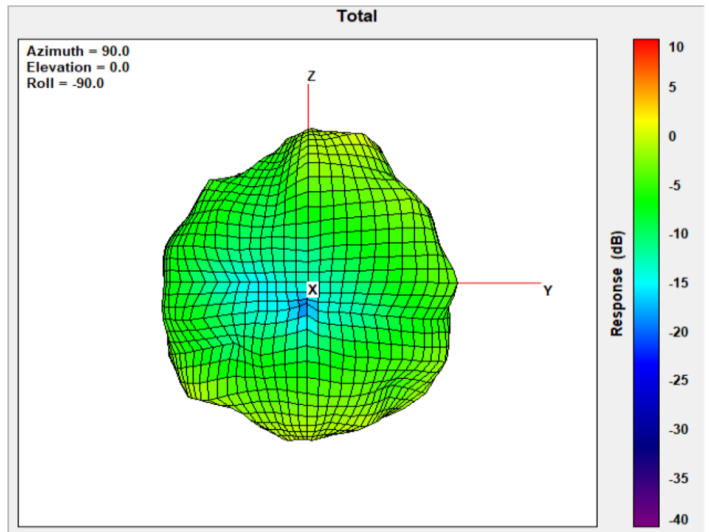 Total
Azimuth = 90.0
Elevation = 0.0
Roll = -90.0
Z
X
Y
Response (dB)
10
5
0
-5
-10
-15
-20
-25
-30
-35
-40